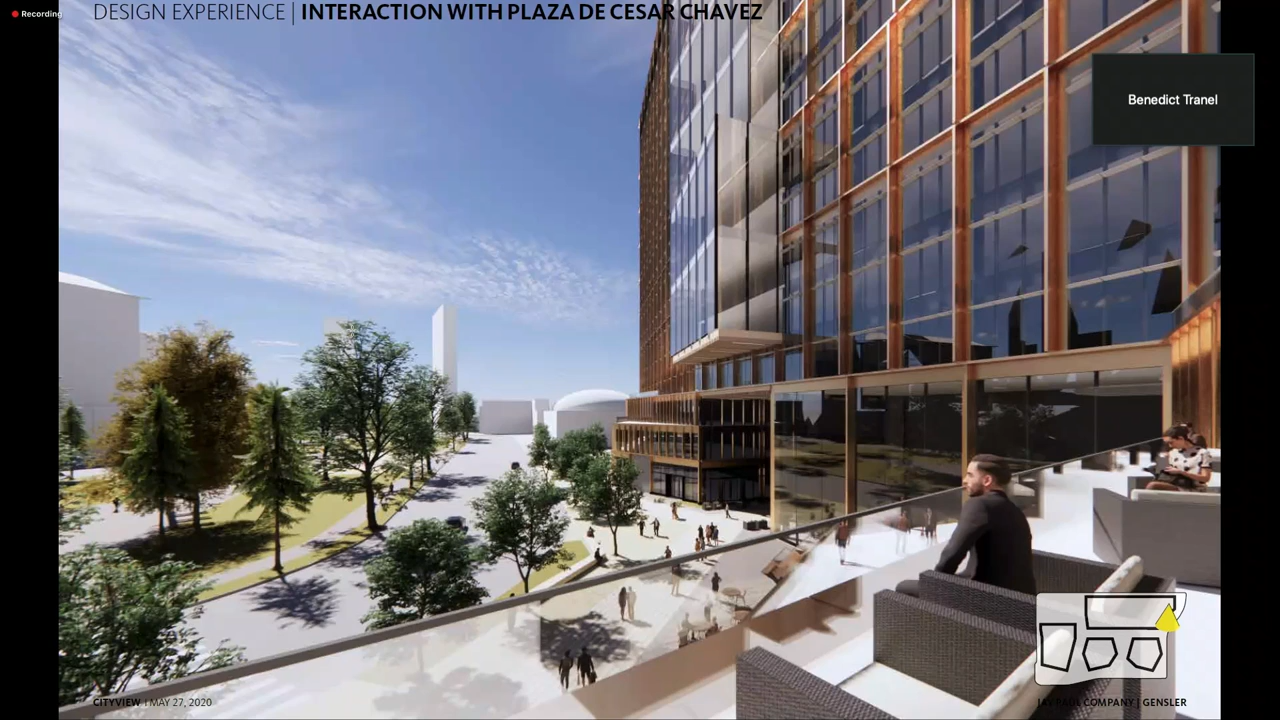 Recording
DESIGN EXPERIENCE | INTERACTION WITH PLAZA DE CESAR CHAVEZ
Benedict Tranel
CITYVIEW | MAY 27, 2020
JAY PAUL COMPANY | GENSLER